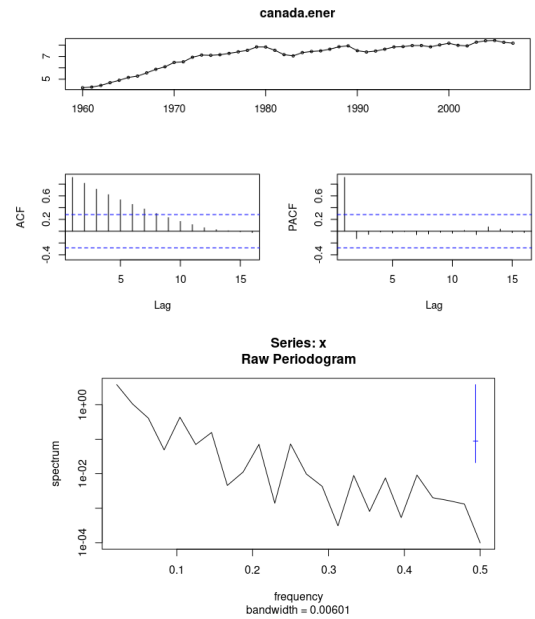 canada.ener
7
5
1960 1970 1980 1990 2000
ACF
0.6
0.2
-0.4
5 10 15
Lag
PACF
0.6
0.2
-0.4
5 10 15
Lag
Series: x
Raw Periodogram
spectrum
1e+00
1e-02
1e-04
0.1 0.2 0.3 0.4 0.5
frequency
bandwidth = 0.00601